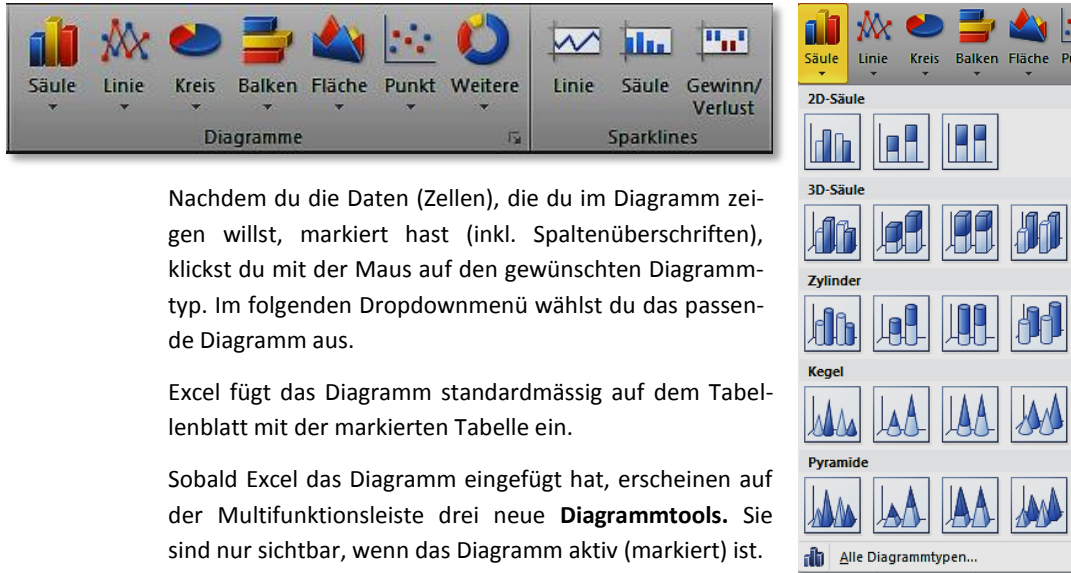 Säule Linie Kreis Balken Fläche Punkt Weitere
Diagramme
Linie Säule Gewinn/
Verlust
Sparklines
Nachdem du die Daten (Zellen), die du im Diagramm zei-
gen willst, markiert hast (inkl. Spaltenüberschriften),
klickst du mit der Maus auf den gewünschten Diagramm-
typ. Im folgenden Dropdownmenü wählst du das passen-
de Diagramm aus.
Excel fügt das Diagramm standardmässig auf dem Tabel-
lenblatt mit der markierten Tabelle ein.
Sobald Excel das Diagramm eingefügt hat, erscheinen auf
der Multifunktionsleiste drei neue Diagrammtools. Sie
sind nur sichtbar, wenn das Diagramm aktiv (markiert) ist.
Säule Linie Kreis Balken Fläche
2D-Säule
3D-Säule
Zylinder
Kegel
Pyramide
Alle Diagrammtypen...